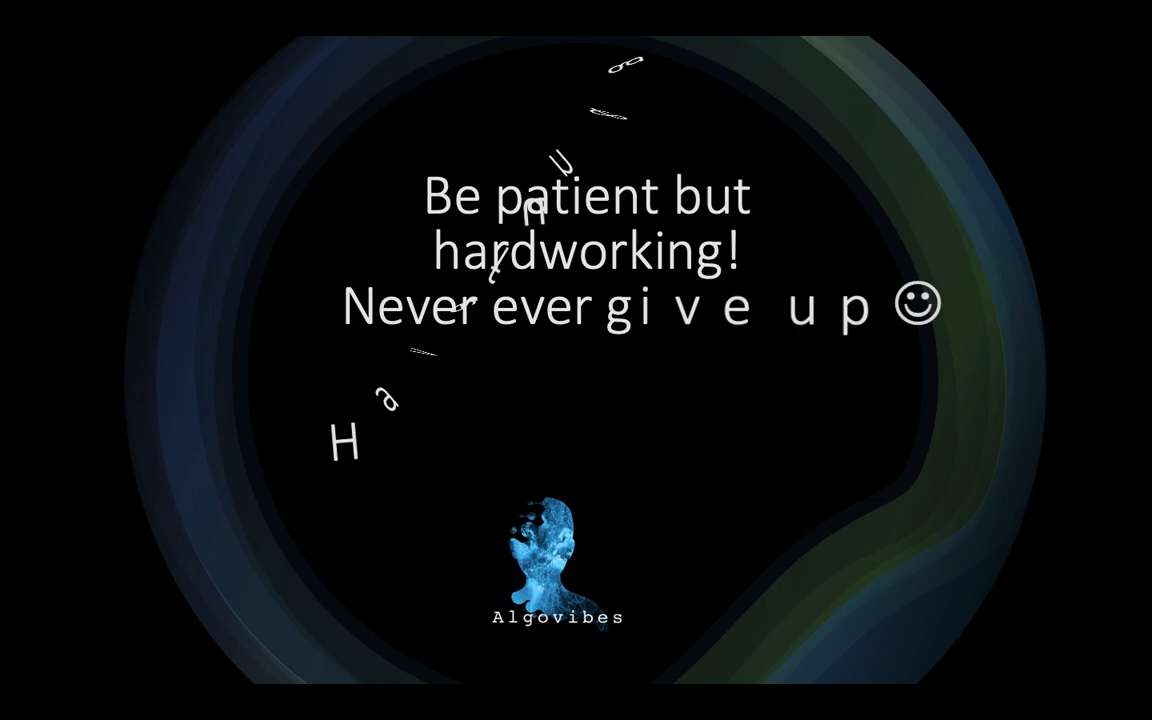 Be patient but
hardworking!
Never ever give up ☺
Algovibes